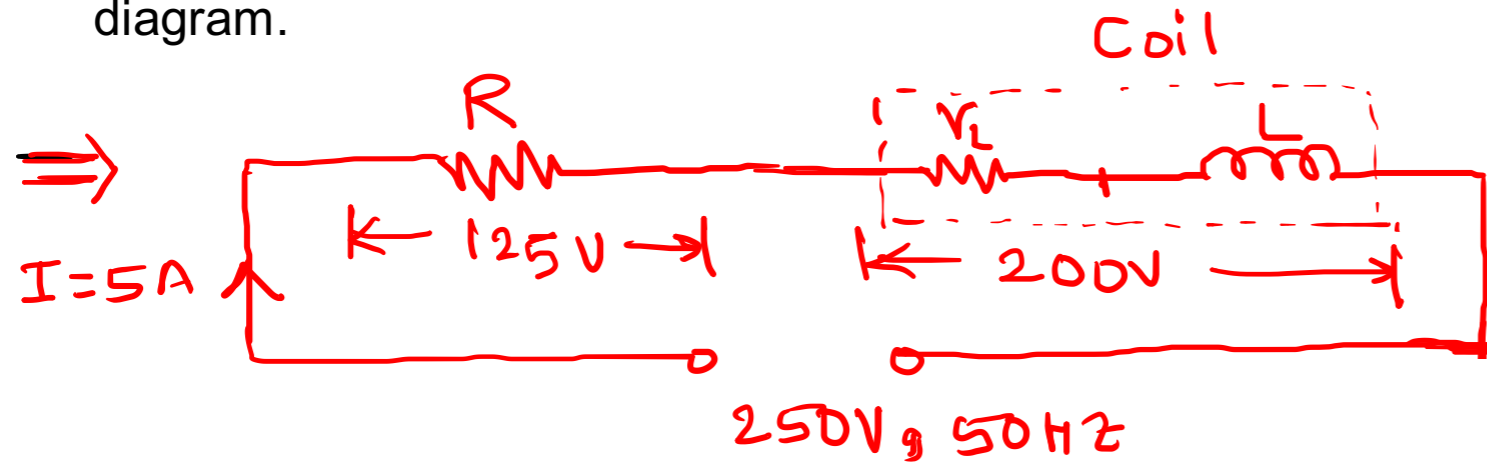 diagram.
Coil
R
r_L
L
125V
200V
I=5A
250V, 50HZ